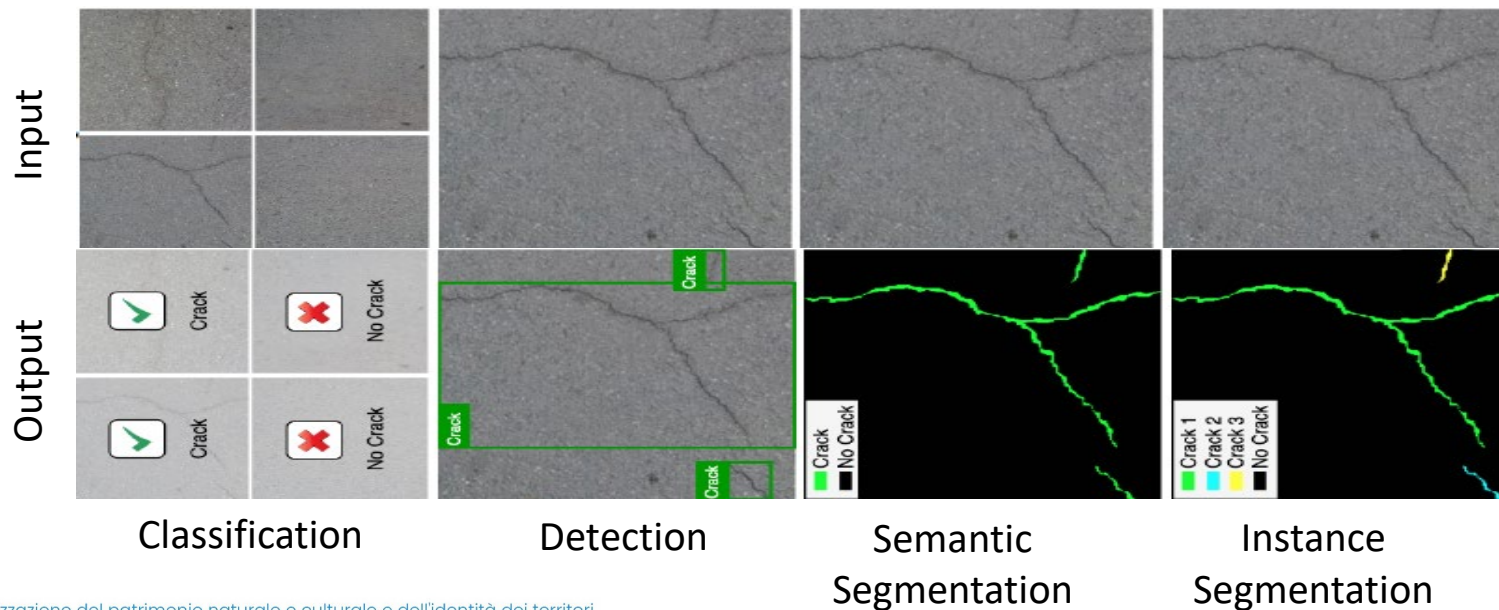 Input
Output
Crack
No Crack
Crack
No Crack
Crack
Crack
Crack
Crack
No Crack
Crack 1
Crack 2
Crack 3
No Crack
Classification
Detection
Semantic
Segmentation
Instance
Segmentation
del patrimonio naturale e culturale e dell'identità dei territori